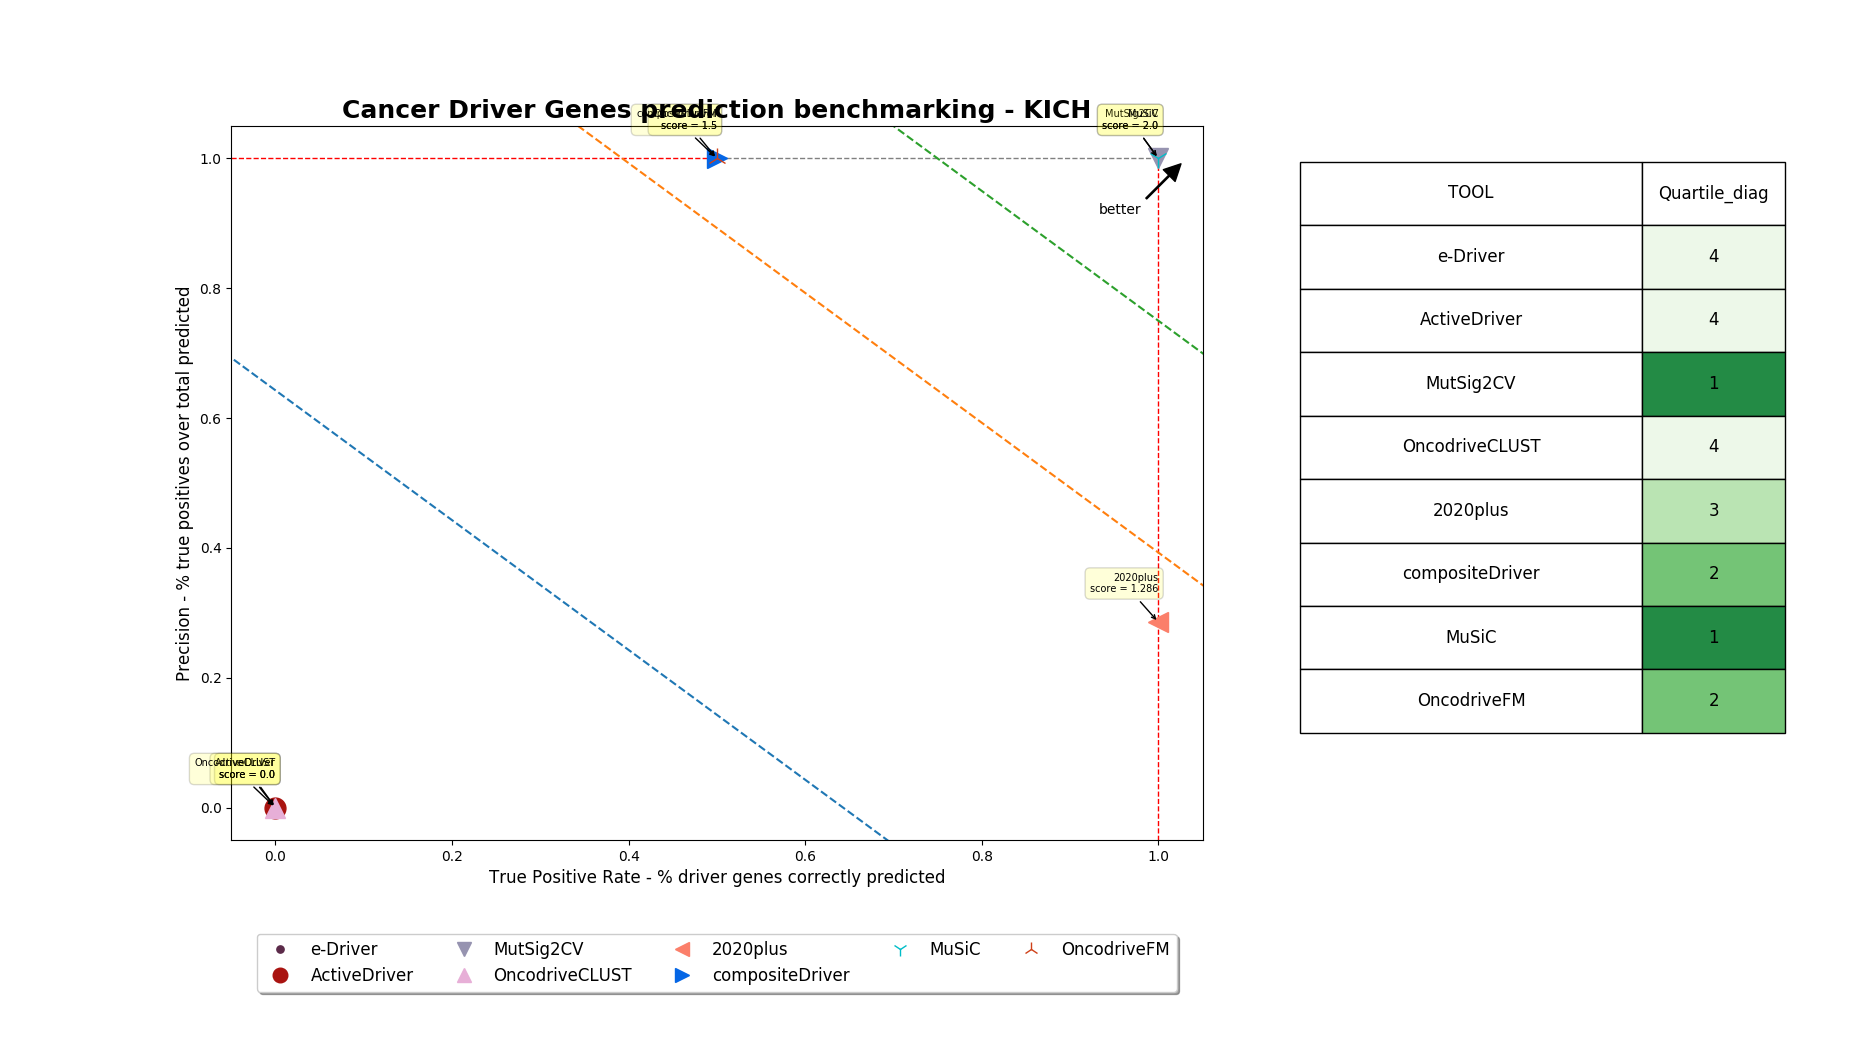 Cancer Driver Genes prediction benchmarking - KICH
score = 1.5
MuSiC
score = 2.0
1.0
0.8
0.6
0.4
0.2
0.0
Precision - % true positives over total predicted
better
2020plus
score = 1.286
ActiveDriver
score = 0.0
0.0
0.2
0.4
0.6
0.8
1.0
True Positive Rate - % driver genes correctly predicted
e-Driver
MutSig2CV
2020plus
MuSiC
OncodriveFM
ActiveDriver
OncodriveCLUST
compositeDriver
TOOL Quartile_diag
e-Driver 4
ActiveDriver 4
MutSig2CV 1
OncodriveCLUST 4
2020plus 3
compositeDriver 2
MuSiC 1
OncodriveFM 2